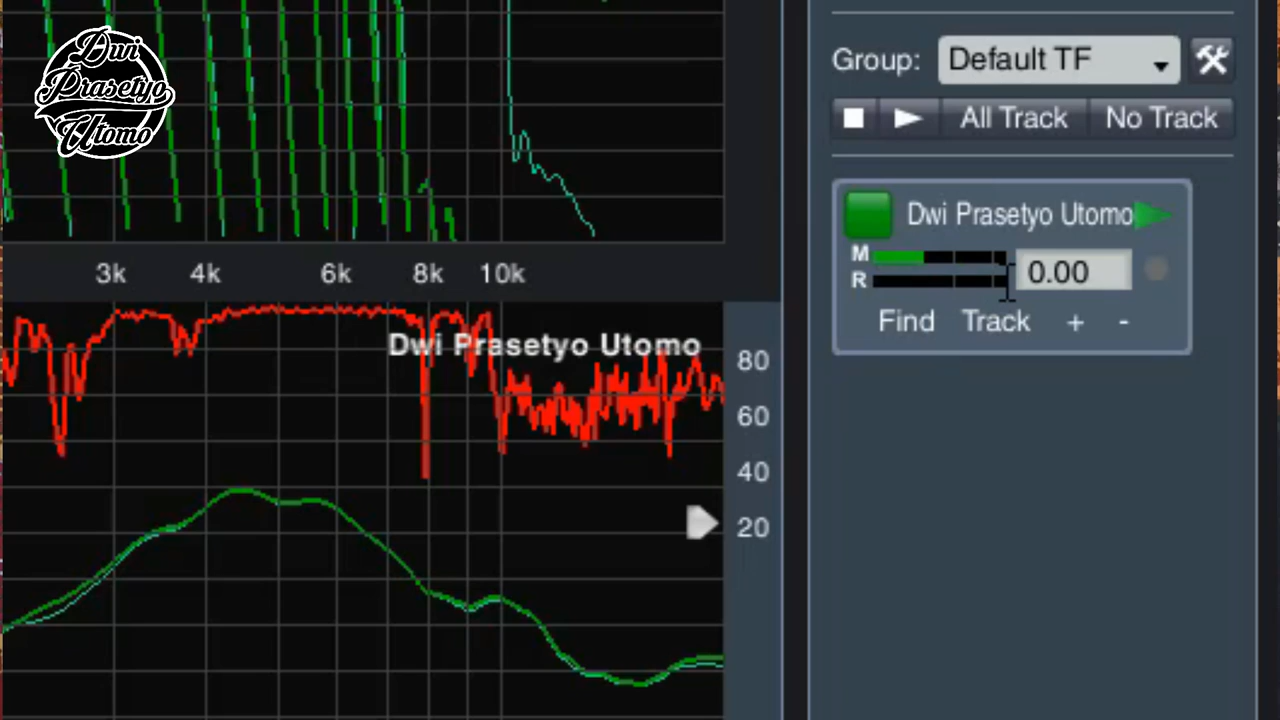 Dwi
Prasetyo
Utomo
Group: Default TF
All Track No Track
Dwi Prasetyo Utomo
M
R
0.00
Find Track + -
3k 4k 6k 8k 10k
Dwi Prasetyo Utomo
80
60
40
20